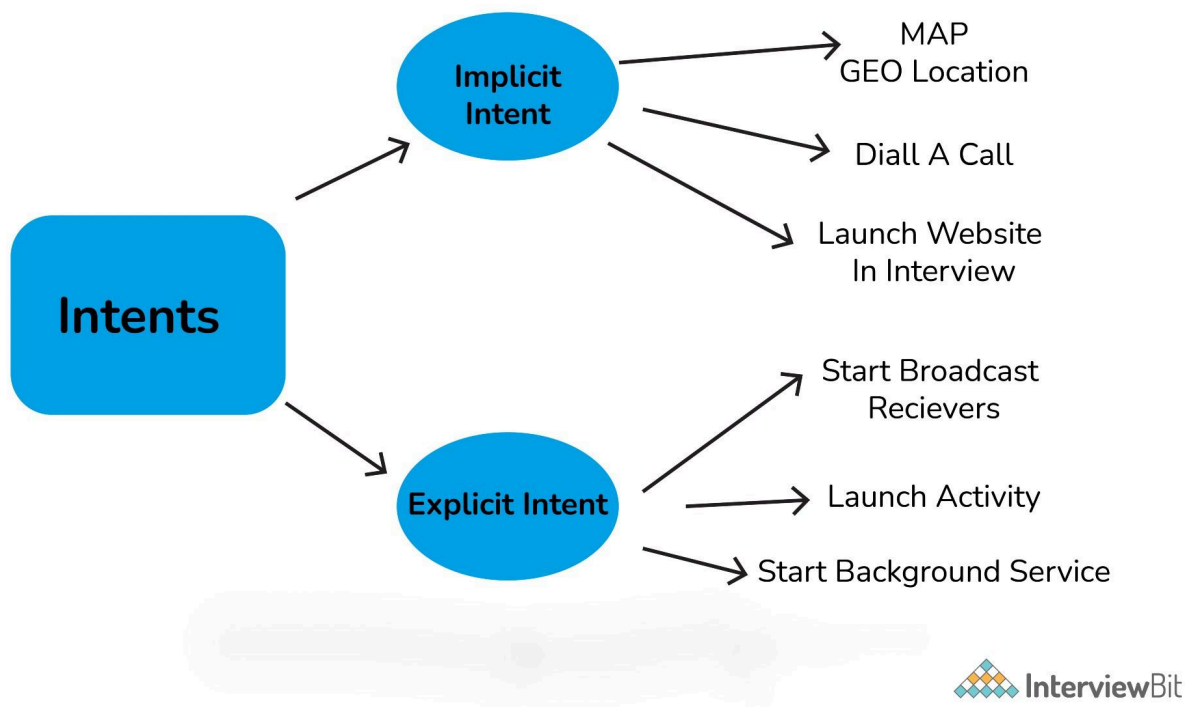 Intents
Implicit
Intent
MAP
GEO Location
Diall A Call
Launch Website
In Interview
Explicit Intent
Start Broadcast
Recievers
Launch Activity
Start Background Service
InterviewBit